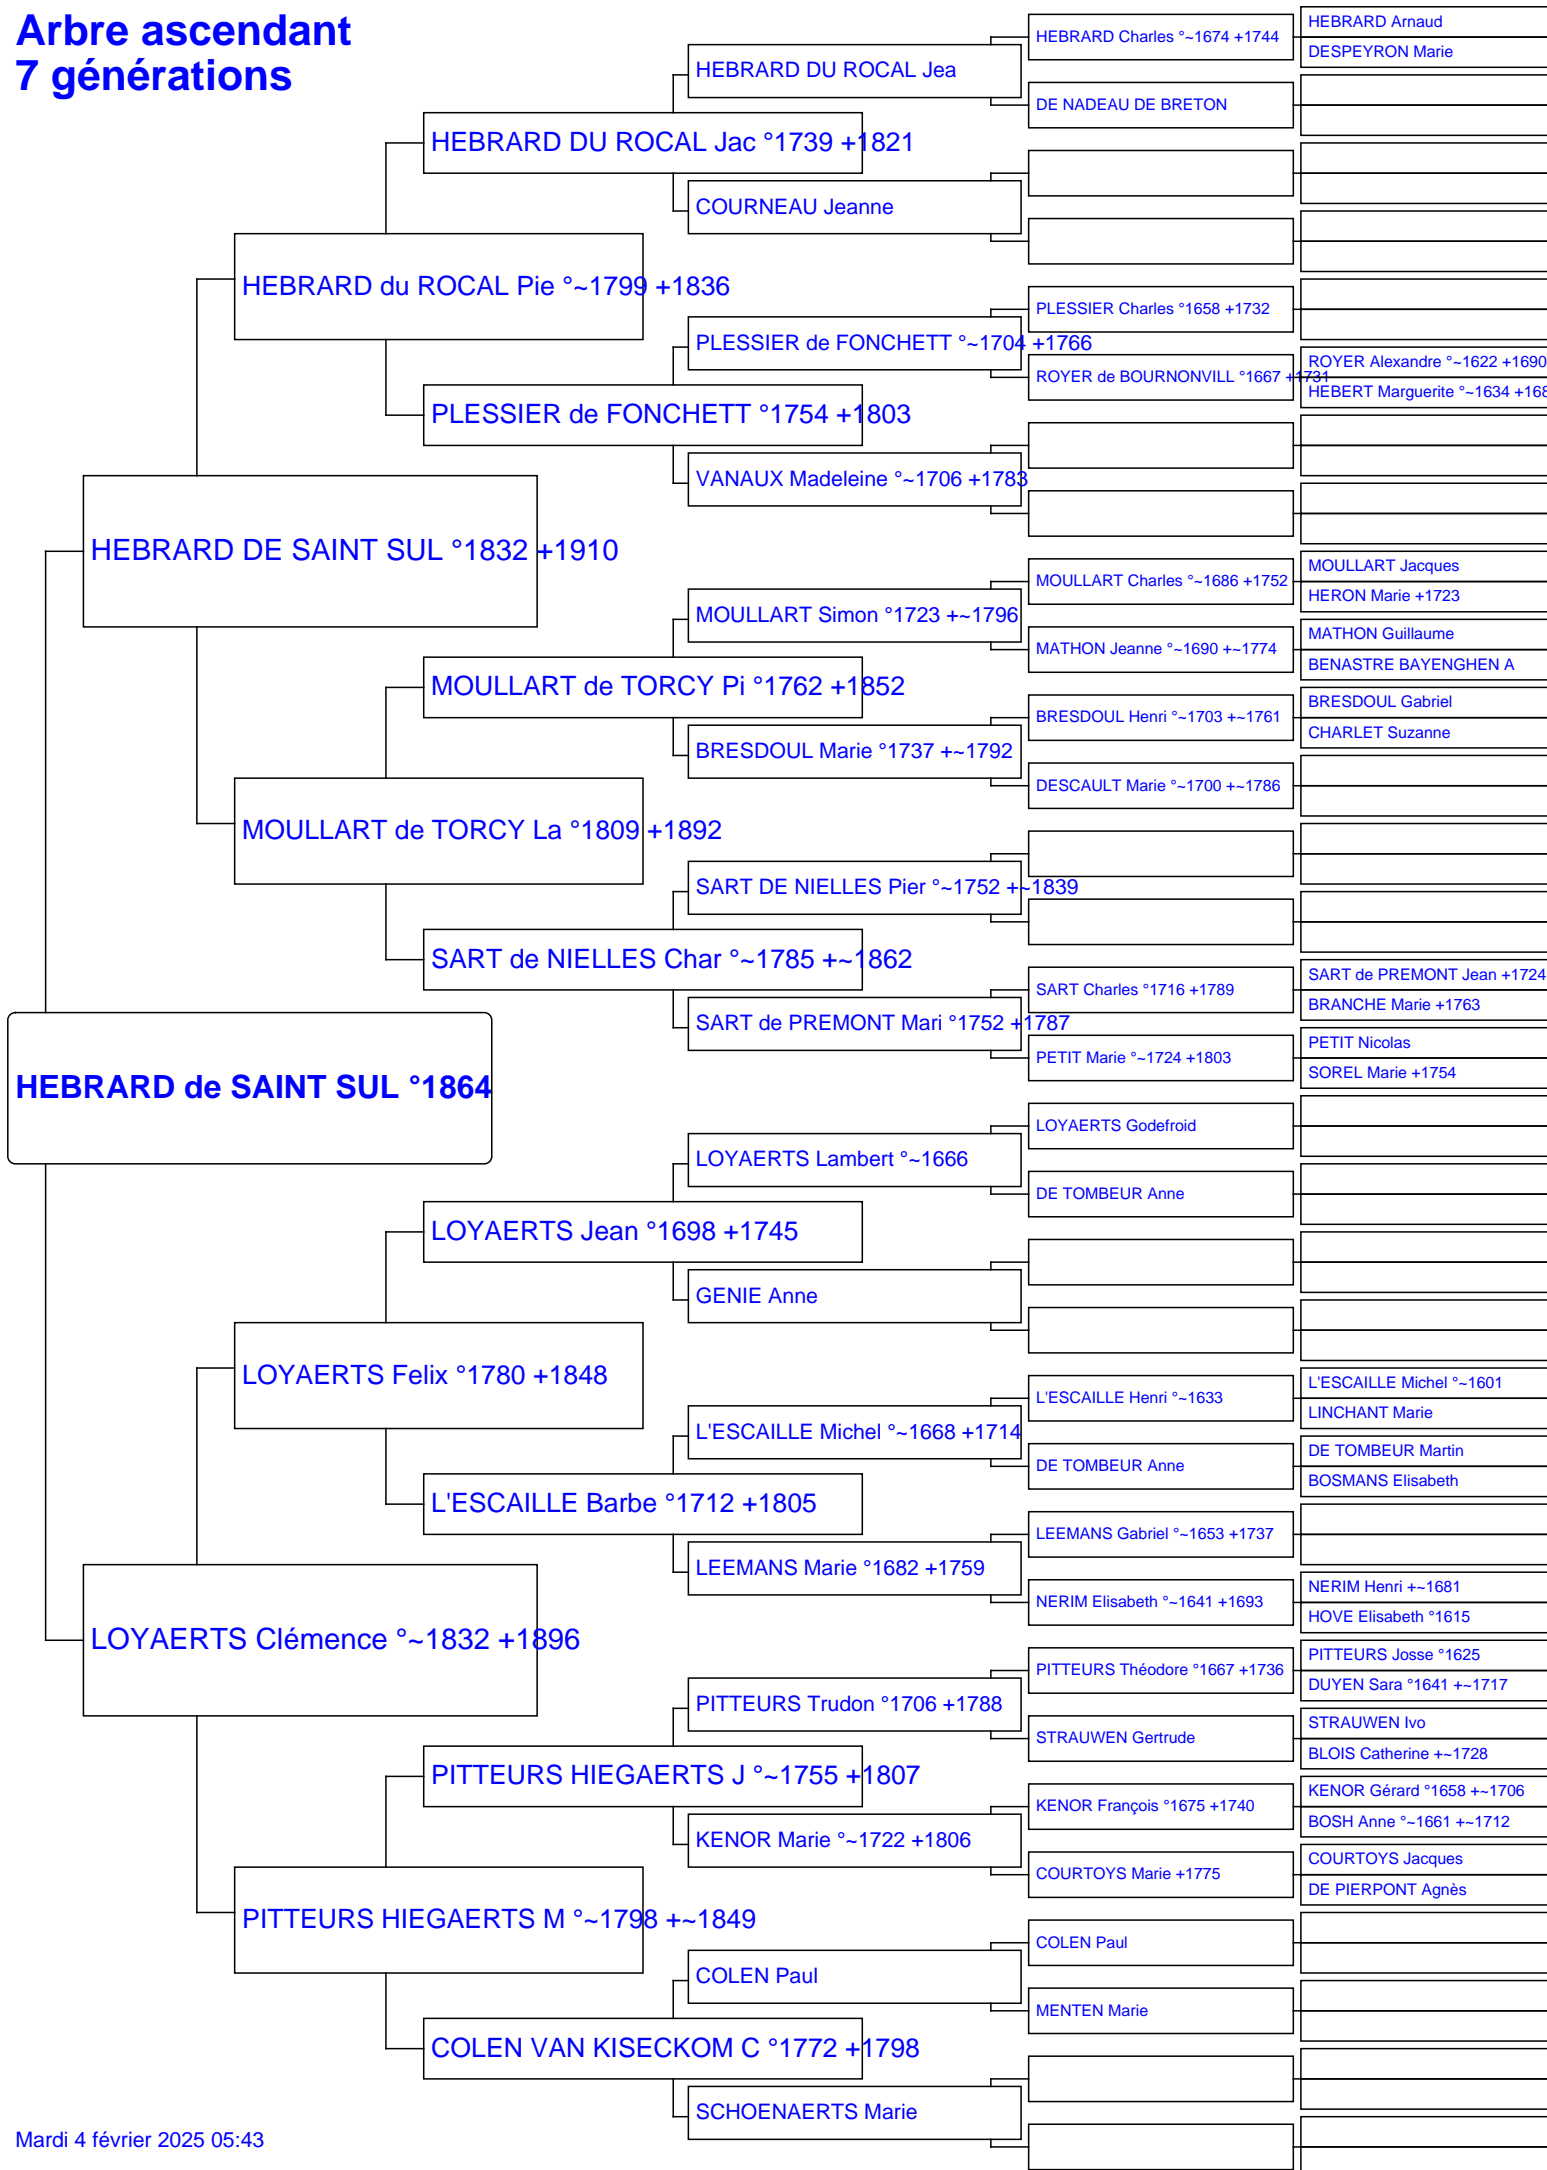 Arbre ascendant
7 générations
HEBRARD de SAINT SUL °1864
HEBRARD DE SAINT SUL °1832 +1910
LOYAERTS Clémence °~1832 +1896
HEBRARD du ROCAL Pie °~1799 +1836
MOULLART de TORCY La °1809 +1892
LOYAERTS Felix °1780 +1848
PITTEURS HIEGAERTS M °~1798 +~1849
HEBRARD DU ROCAL Jac °1739 +1821
PLESSIER de FONCHETT °1754 +1803
MOULLART de TORCY Pi °1762 +1852
SART de NIELLES Char °~1785 +~1862
LOYAERTS Jean °1698 +1745
L'ESCAILLE Barbe °1712 +1805
PITTEURS HIEGAERTS J °~1755 +1807
COLEN VAN KISECKOM C °1772 +1798
HEBRARD DU ROCAL Jea
COURNEAU Jeanne
PLESSIER de FONCHETT °~1704 +1766
VANAUX Madeleine °~1706 +1783
MOULLART Simon °1723 +~1796
BRESDOUL Marie °1737 +~1792
SART DE NIELLES Pier °~1752 +~1839
SART de PREMONT Mari °1752 +1787
LOYAERTS Lambert °~1666
GENIE Anne
L'ESCAILLE Michel °~1668 +1714
LEEMANS Marie °1682 +1759
PITTEURS Trudon °1706 +1788
KENOR Marie °~1722 +1806
COLEN Paul
SCHOENAERTS Marie
HEBRARD Charles °~1674 +1744
DE NADEAU DE BRETON
PLESSIER Charles °1658 +1732
ROYER de BOURNONVILL °1667 +1731
MOULLART Charles °~1686 +1752
MATHON Jeanne °~1690 +~1774
BRESDOUL Henri °~1703 +~1761
DESCAULT Marie °~1700 +~1786
SART Charles °1716 +1789
PETIT Marie °~1724 +1803
LOYAERTS Godefroid
DE TOMBEUR Anne
L'ESCAILLE Henri °~1633
DE TOMBEUR Anne
LEEMANS Gabriel °~1653 +1737
NERIM Elisabeth °~1641 +1693
PITTEURS Théodore °1667 +1736
STRAUWEN Gertrude
KENOR François °1675 +1740
COURTOYS Marie +1775
COLEN Paul
MENTEN Marie
HEBRARD Arnaud
DESPEYRON Marie
ROYER Alexandre °~1622 +1690
HEBERT Marguerite °~1634 +168
MOULLART Jacques
HERON Marie +1723
MATHON Guillaume
BENASTRE BAYENGHEN A
BRESDOUL Gabriel
CHARLET Suzanne
SART de PREMONT Jean +1724
BRANCHE Marie +1763
PETIT Nicolas
SOREL Marie +1754
L'ESCAILLE Michel °~1601
LINCHANT Marie
DE TOMBEUR Martin
BOSMANS Elisabeth
NERIM Henri +~1681
HOVE Elisabeth °1615
PITTEURS Josse °1625
DUYEN Sara °1641 +~1717
STRAUWEN Ivo
BLOIS Catherine +~1728
KENOR Gérard °1658 +~1706
BOSH Anne °~1661 +~1712
COURTOYS Jacques
DE PIERPONT Agnès
Mardi 4 février 2025 05:43